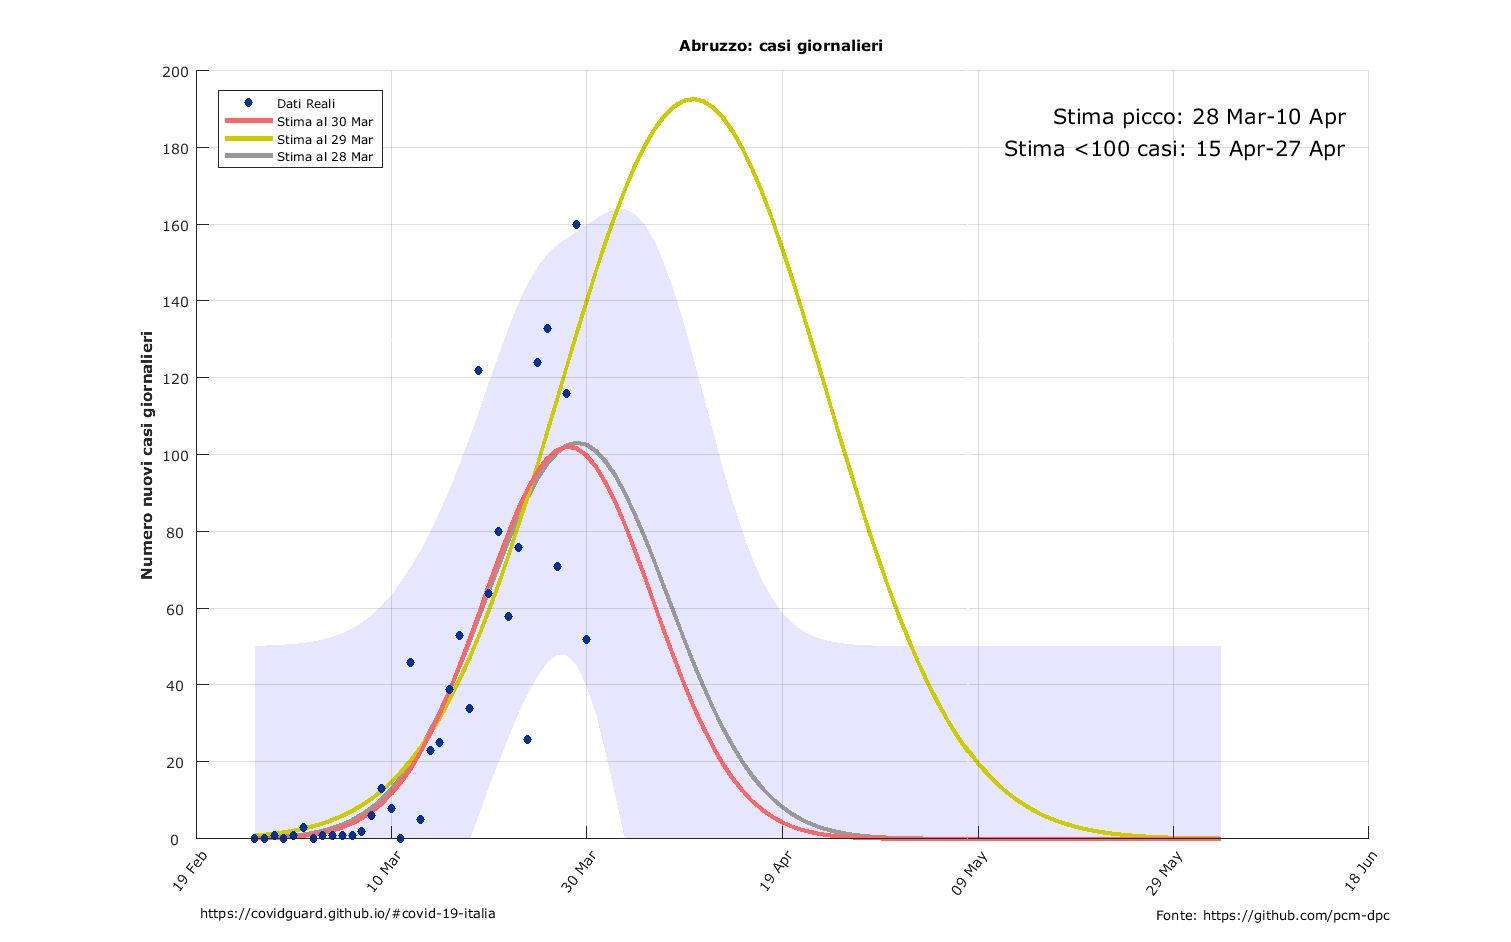 Abruzzo: casi giornalieri
Numero nuovi casi giornalieri
200
180
160
140
120
100
80
60
40
20
0
Dati Reali
Stima al 30 Mar
Stima al 29 Mar
Stima al 28 Mar
Stima picco: 28 Mar-10 Apr
Stima <100 casi: 15 Apr-27 Apr
19 Feb
10 Mar
30 Mar
19 Apr
09 May
29 May
18 Jun
https://covidguard.github.io/#covid-19-italia
Fonte: https://github.com/pcm-dpc